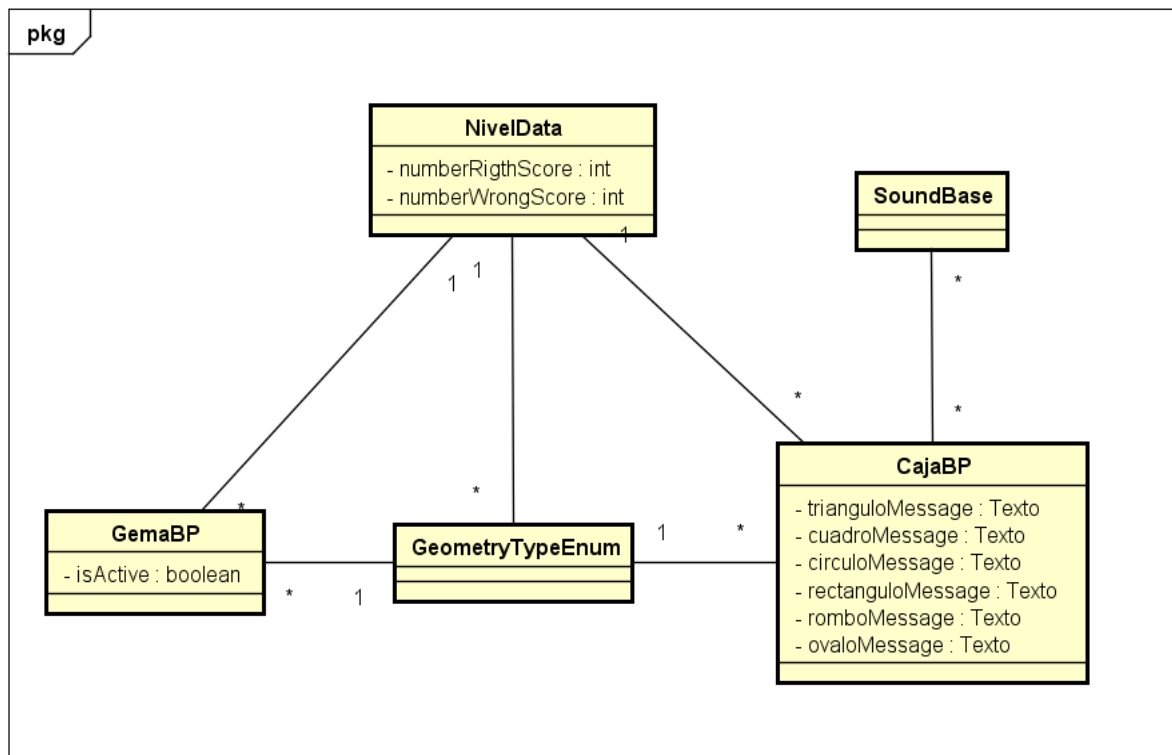 pkg
NivelData
- numberRigthScore : int
- numberWrongScore : int
SoundBase
1
1
1
*
*
*
*
*
CajaBP
- trianguloMessage : Texto
- cuadroMessage : Texto
- circuloMessage : Texto
- rectanguloMessage : Texto
- romboMessage : Texto
- ovaloMessage : Texto
GemaBP
- isActive : boolean
GeometryTypeEnum
1
*
*
1